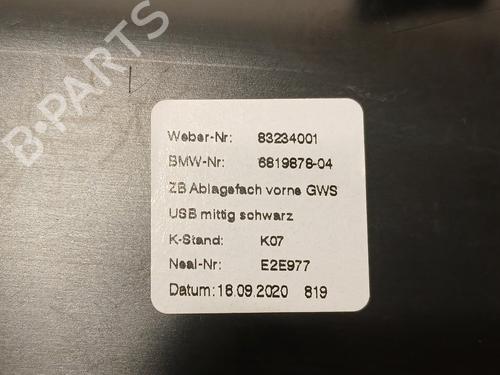 B-PARTS
Weber-Nr: 83234001
BMW-Nr: 6819878-04
ZB Ablagefach vorne GWS
USB mittig schwarz
K-Stand: K07
Neal-Nr: E2E977
Datum: 18.09.2020 819